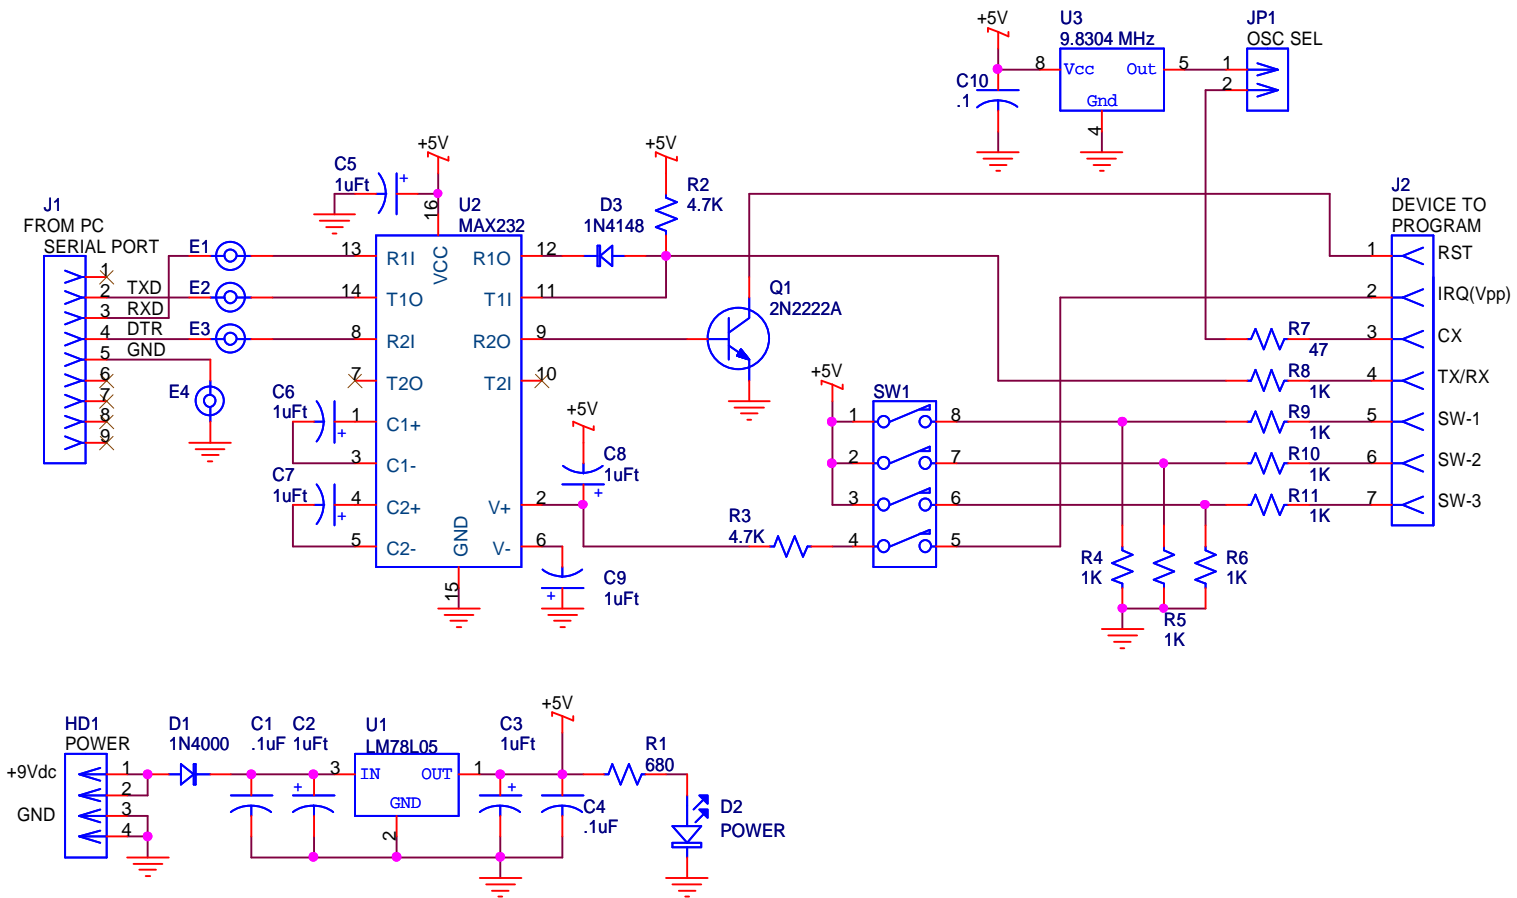 +5V
U3
9.8304 MHz
JP1
OSC SEL
C10
.1
8
Vcc
Out
Gnd
5
4
1
2
+5V
C5
1uFt
+
16
U2
MAX232
+5V
R2
4.7K
D3
1N4148
J1
FROM PC
SERIAL PORT
J2
DEVICE TO
PROGRAM
1
2
3
4
5
6
7
8
9
TXD
RXD
DTR
GND
E1
E2
E3
E4
13
14
8
7
1
3
4
5
R1I
T1O
R2I
T2O
C1+
C1-
C2+
C2-
VCC
GND
R1O
T1I
R2O
T2I
V+
V-
12
11
9
10
2
6
15
C6
1uFt
+
C7
1uFt
+
+5V
C8
1uFt
+
C9
1uFt
+
Q1
2N2222A
+5V
SW1
1
2
3
4
8
7
6
5
R3
4.7K
R4
1K
R5
1K
R6
1K
R7
47
R8
1K
R9
1K
R10
1K
R11
1K
1
2
3
4
5
6
7
RST
IRQ(Vpp)
CX
TX/RX
SW-1
SW-2
SW-3
HD1
POWER
+9Vdc
GND
1
2
3
4
D1
1N4000
C1
.1uF
C2
1uFt
+
U1
LM78L05
3
IN
OUT
GND
1
2
C3
1uFt
+
+5V
C4
.1uF
R1
680
D2
POWER